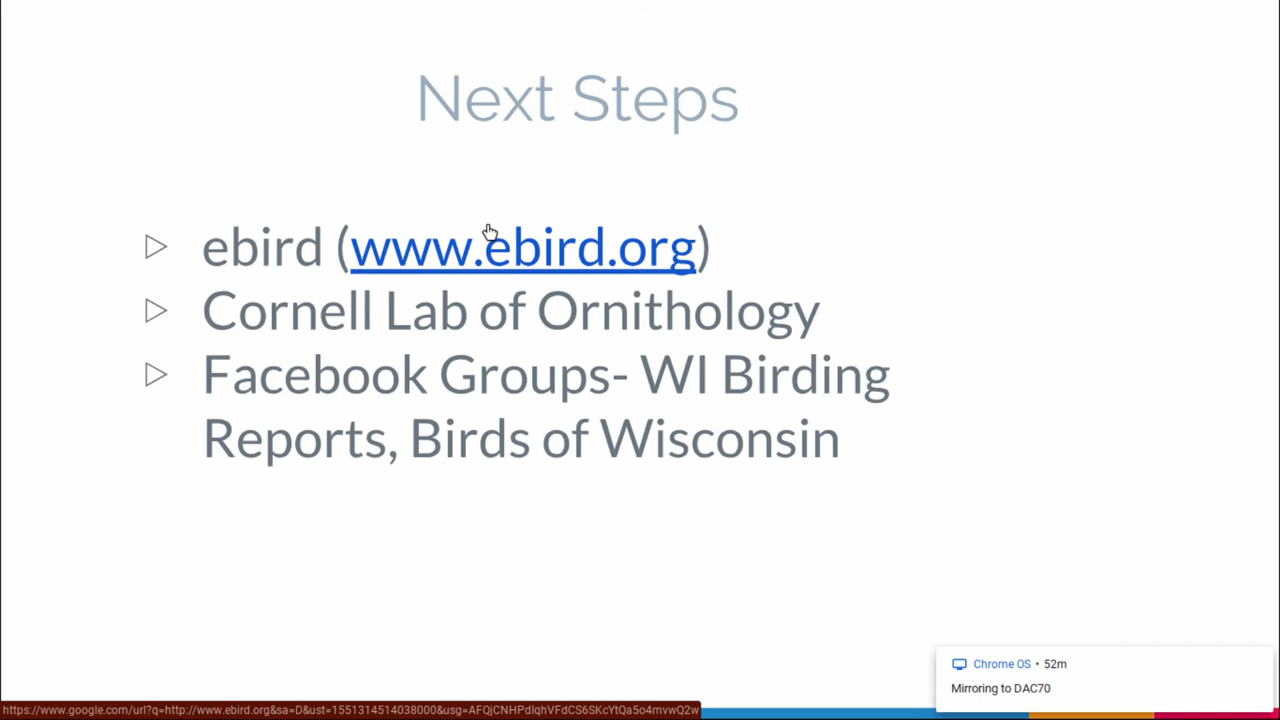 Next Steps
ebird (www.ebird.org)
Cornell Lab of Ornithology
Facebook Groups- WI Birding
Reports, Birds of Wisconsin
Chrome OS • 52m
Mirroring to DAC70
https://www.google.com/url?q=http://www.ebird.org&sa=D&ust=1551314514038000&usg=AFQjCNHPdIqhVFdCS6SKcYtQa5o4mvwQ2w